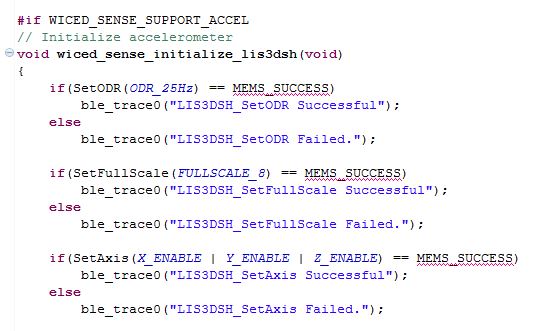 #if WICED_SENSE_SUPPORT_ACCEL
// Initialize accelerometer
void wiced_sense_initialize_lis3dsh(void)
{
    if(SetODR(ODR_25Hz) == MEMS_SUCCESS)
        ble_trace0("LIS3DSH_SetODR Successful");
    else
        ble_trace0("LIS3DSH_SetODR Failed.");

    if(SetFullScale(FULLSCALE_8) == MEMS_SUCCESS)
        ble_trace0("LIS3DSH_SetFullScale Successful");
    else
        ble_trace0("LIS3DSH_SetFullScale Failed.");

    if(SetAxis(X_ENABLE | Y_ENABLE | Z_ENABLE) == MEMS_SUCCESS)
        ble_trace0("LIS3DSH_SetAxis Successful");
    else
        ble_trace0("LIS3DSH_SetAxis Failed.");